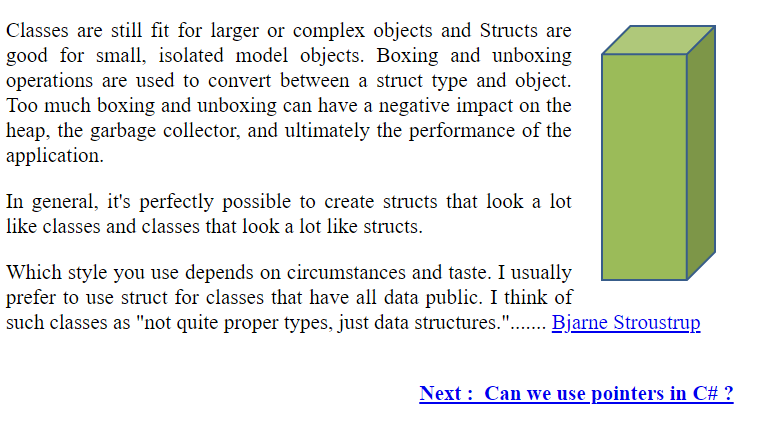 Classes are still fit for larger or complex objects and Structs are
good for small, isolated model objects. Boxing and unboxing
operations are used to convert between a struct type and object.
Too much boxing and unboxing can have a negative impact on the
heap, the garbage collector, and ultimately the performance of the
application.
In general, it's perfectly possible to create structs that look a lot
like classes and classes that look a lot like structs.
Which style you use depends on circumstances and taste. I usually
prefer to use struct for classes that have all data public. I think of
such classes as "not quite proper types, just data structures."....... Bjarne Stroustrup
Next : Can we use pointers in C# ?